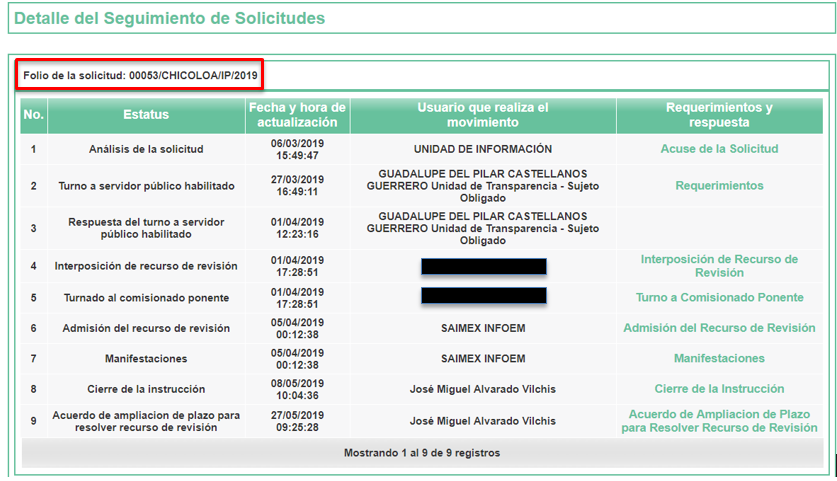 Detalle del Seguimiento de Solicitudes
Folio de la solicitud: 00053/CHICOLOA/IP/2019
No.
Estatus
Fecha y hora de
actualización
Usuario que realiza el
movimiento
Requerimientos y
respuesta
1
Análisis de la solicitud
06/03/2019
15:49:47
UNIDAD DE INFORMACIÓN
Acuse de la Solicitud
2
Turno a servidor público habilitado
27/03/2019
16:49:11
GUADALUPE DEL PILAR CASTELLANOS
GUERRERO Unidad de Transparencia - Sujeto
Obligado
Requerimientos
3
Respuesta del turno a servidor
público habilitado
01/04/2019
12:23:16
GUADALUPE DEL PILAR CASTELLANOS
GUERRERO Unidad de Transparencia - Sujeto
Obligado
4
Interposición de recurso de revisión
01/04/2019
17:28:51
Interposición de Recurso de
Revisión
5
Turnado al comisionado ponente
01/04/2019
17:28:51
Turno a Comisionado Ponente
6
Admisión del recurso de revisión
05/04/2019
00:12:38
SAIMEX INFOEM
Admisión del Recurso de Revisión
7
Manifestaciones
05/04/2019
00:12:38
SAIMEX INFOEM
Manifestaciones
8
Cierre de la instrucción
08/05/2019
10:04:36
José Miguel Alvarado Vilchis
Cierre de la Instrucción
9
Acuerdo de ampliacion de plazo para
resolver recurso de revisión
27/05/2019
09:25:28
José Miguel Alvarado Vilchis
Acuerdo de Ampliacion de Plazo
para Resolver Recurso de Revisión
Mostrando 1 al 9 de 9 registros